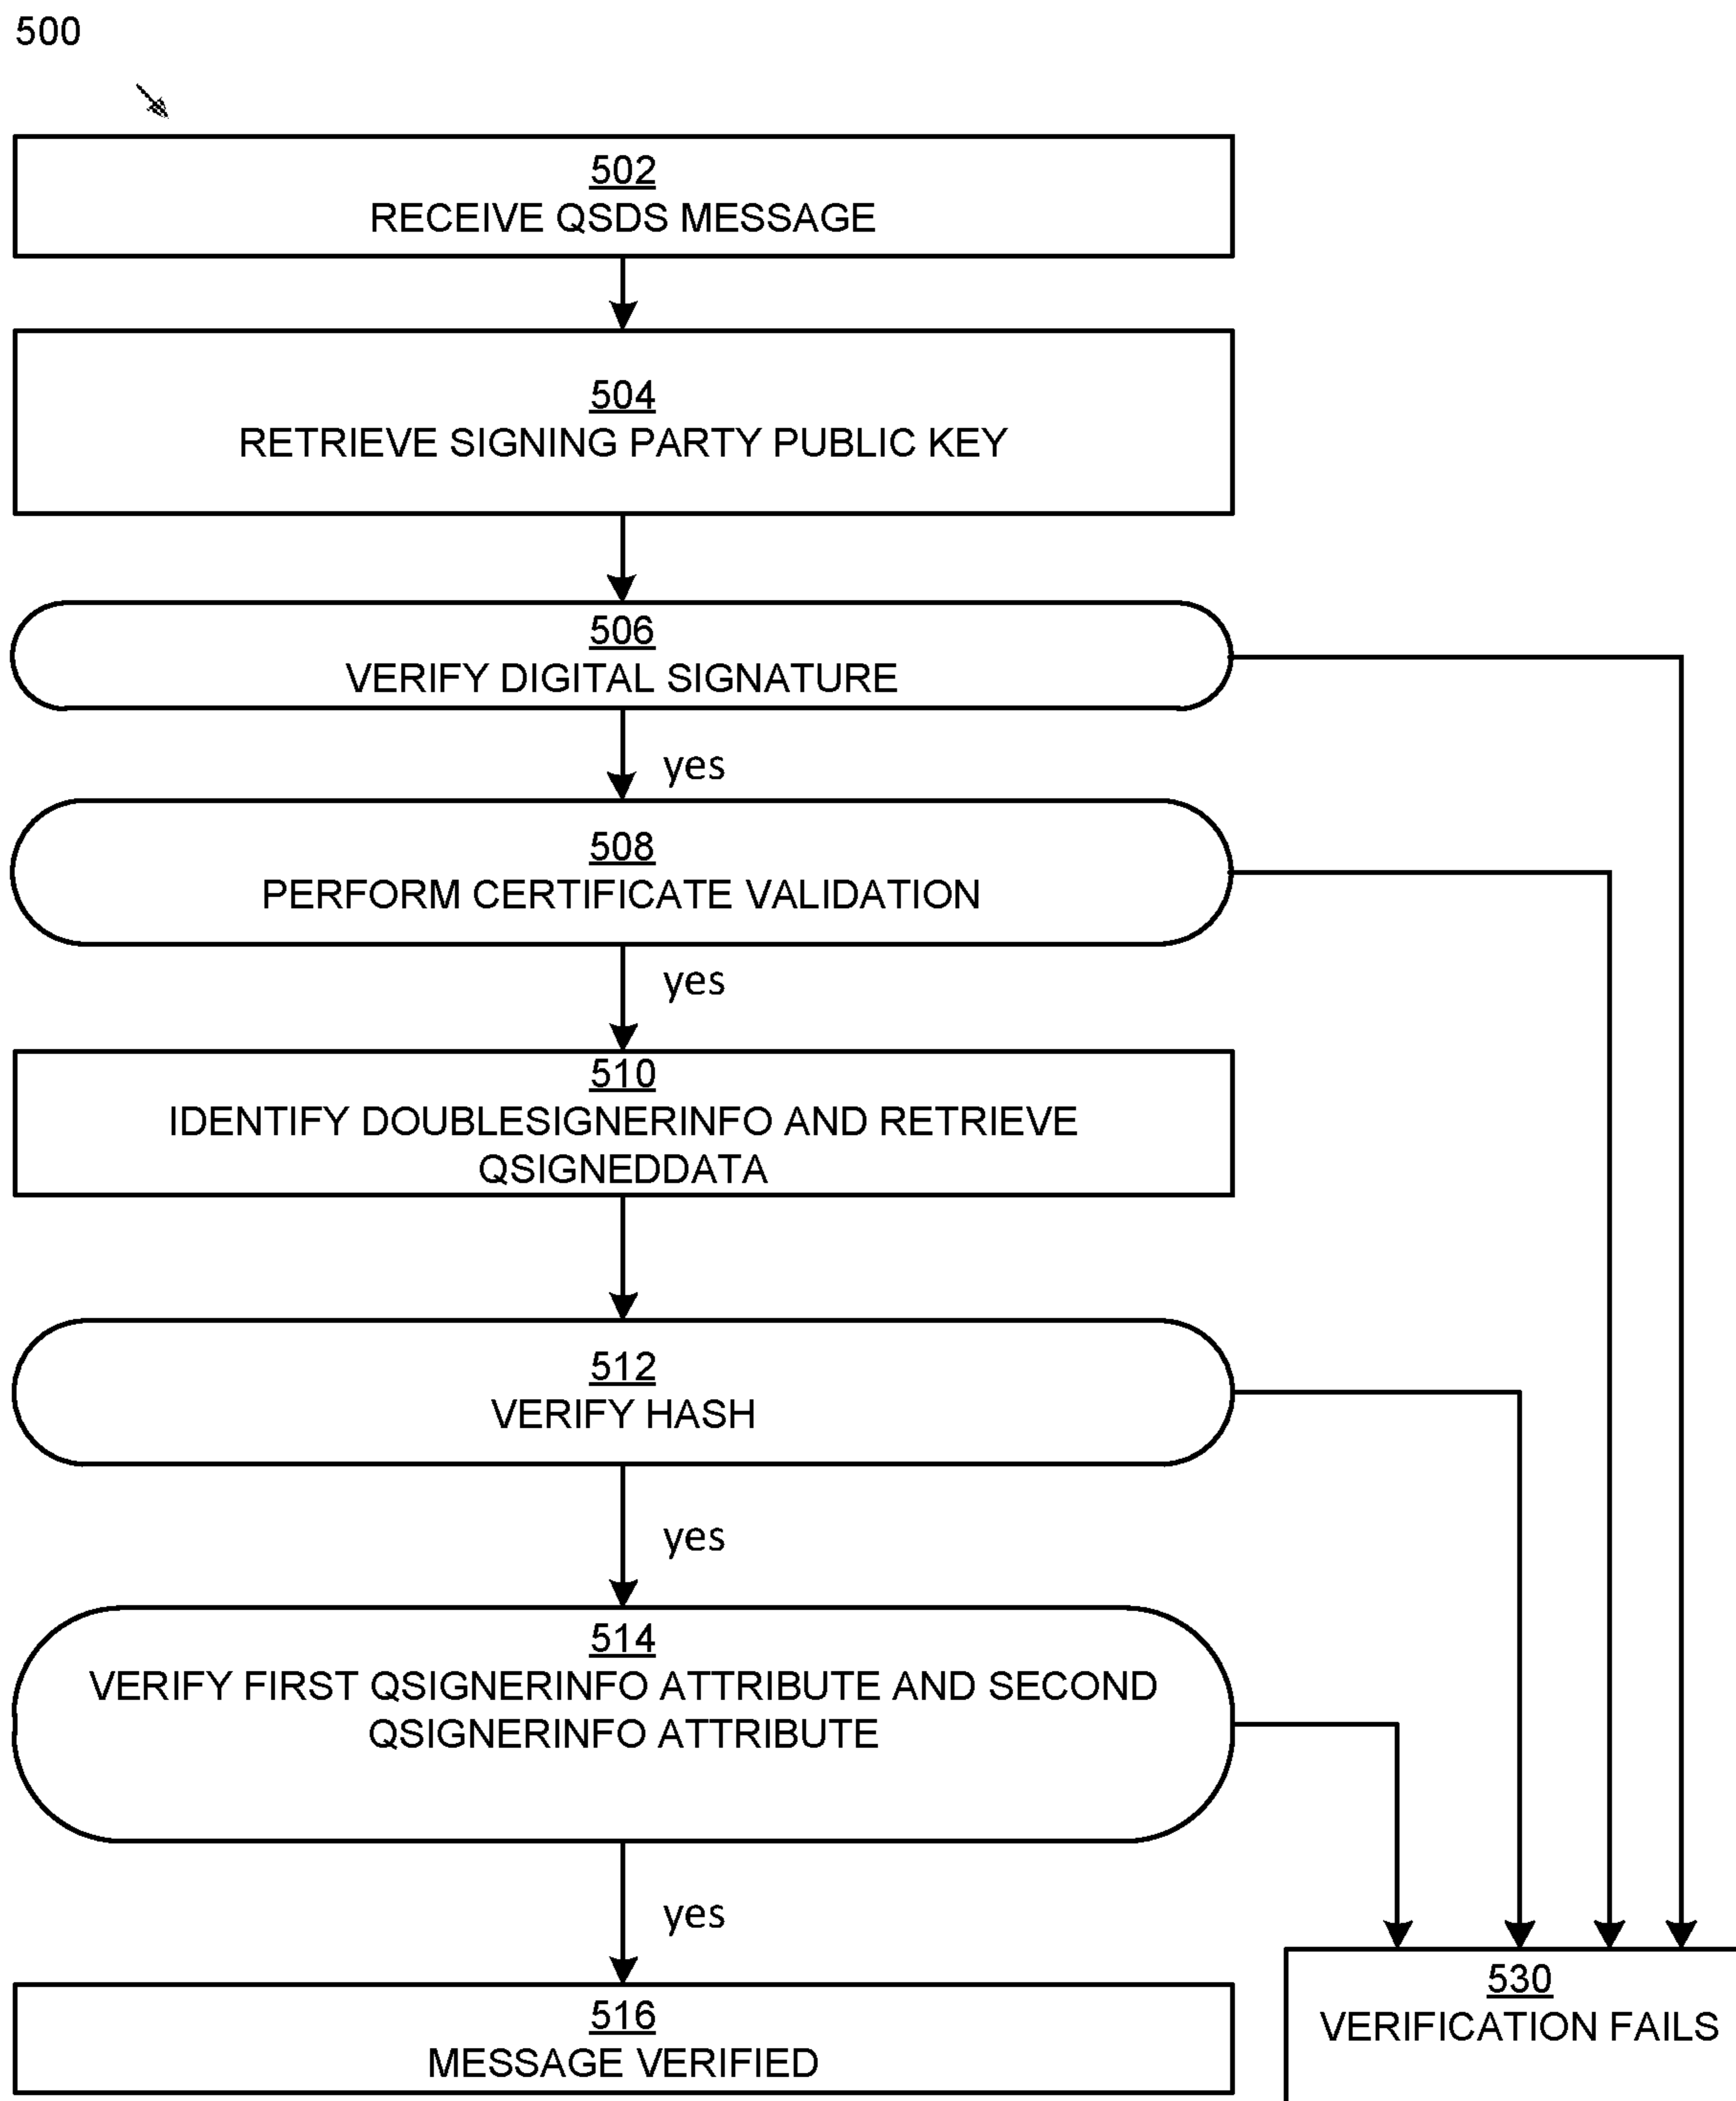 500
502
RECEIVE QSDS MESSAGE
504
RETRIEVE SIGNING PARTY PUBLIC KEY
506
VERIFY DIGITAL SIGNATURE
yes
508
PERFORM CERTIFICATE VALIDATION
yes
510
IDENTIFY DOUBLESIGNERINFO AND RETRIEVE
QSIGNEDDATA
512
VERIFY HASH
yes
514
VERIFY FIRST QSIGNERINFO ATTRIBUTE AND SECOND
QSIGNERINFO ATTRIBUTE
yes
516
MESSAGE VERIFIED
530
VERIFICATION FAILS